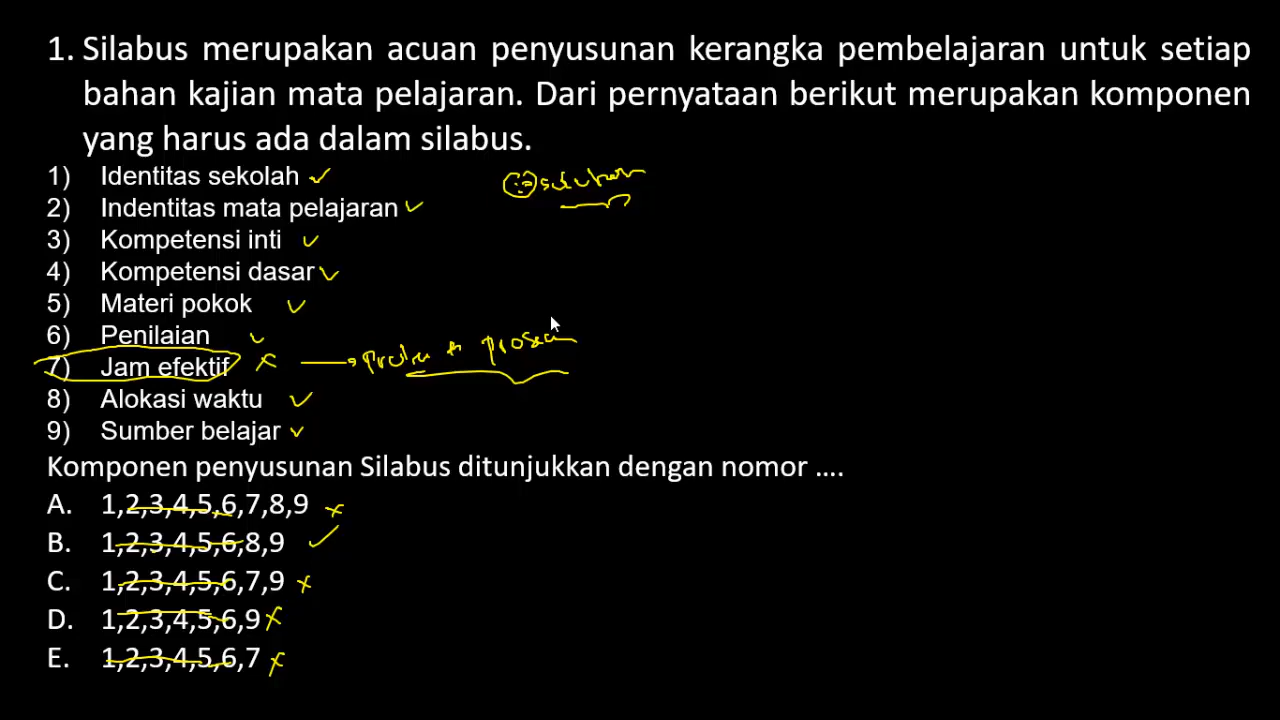 1. Silabus merupakan acuan penyusunan kerangka pembelajaran untuk setiap
bahan kajian mata pelajaran. Dari pernyataan berikut merupakan komponen
yang harus ada dalam silabus.
1) Identitas sekolah
2) Indentitas mata pelajaran
3) Kompetensi inti
4) Kompetensi dasar
5) Materi pokok
6) Penilaian
7) Jam efektif
8) Alokasi waktu
9) Sumber belajar
Komponen penyusunan Silabus ditunjukkan dengan nomor ....
A. 1,2,3,4,5,6,7,8,9
B. 1,2,3,4,5,6,8,9
C. 1,2,3,4,5,6,7,9
D. 1,2,3,4,5,6,9
E. 1,2,3,4,5,6,7